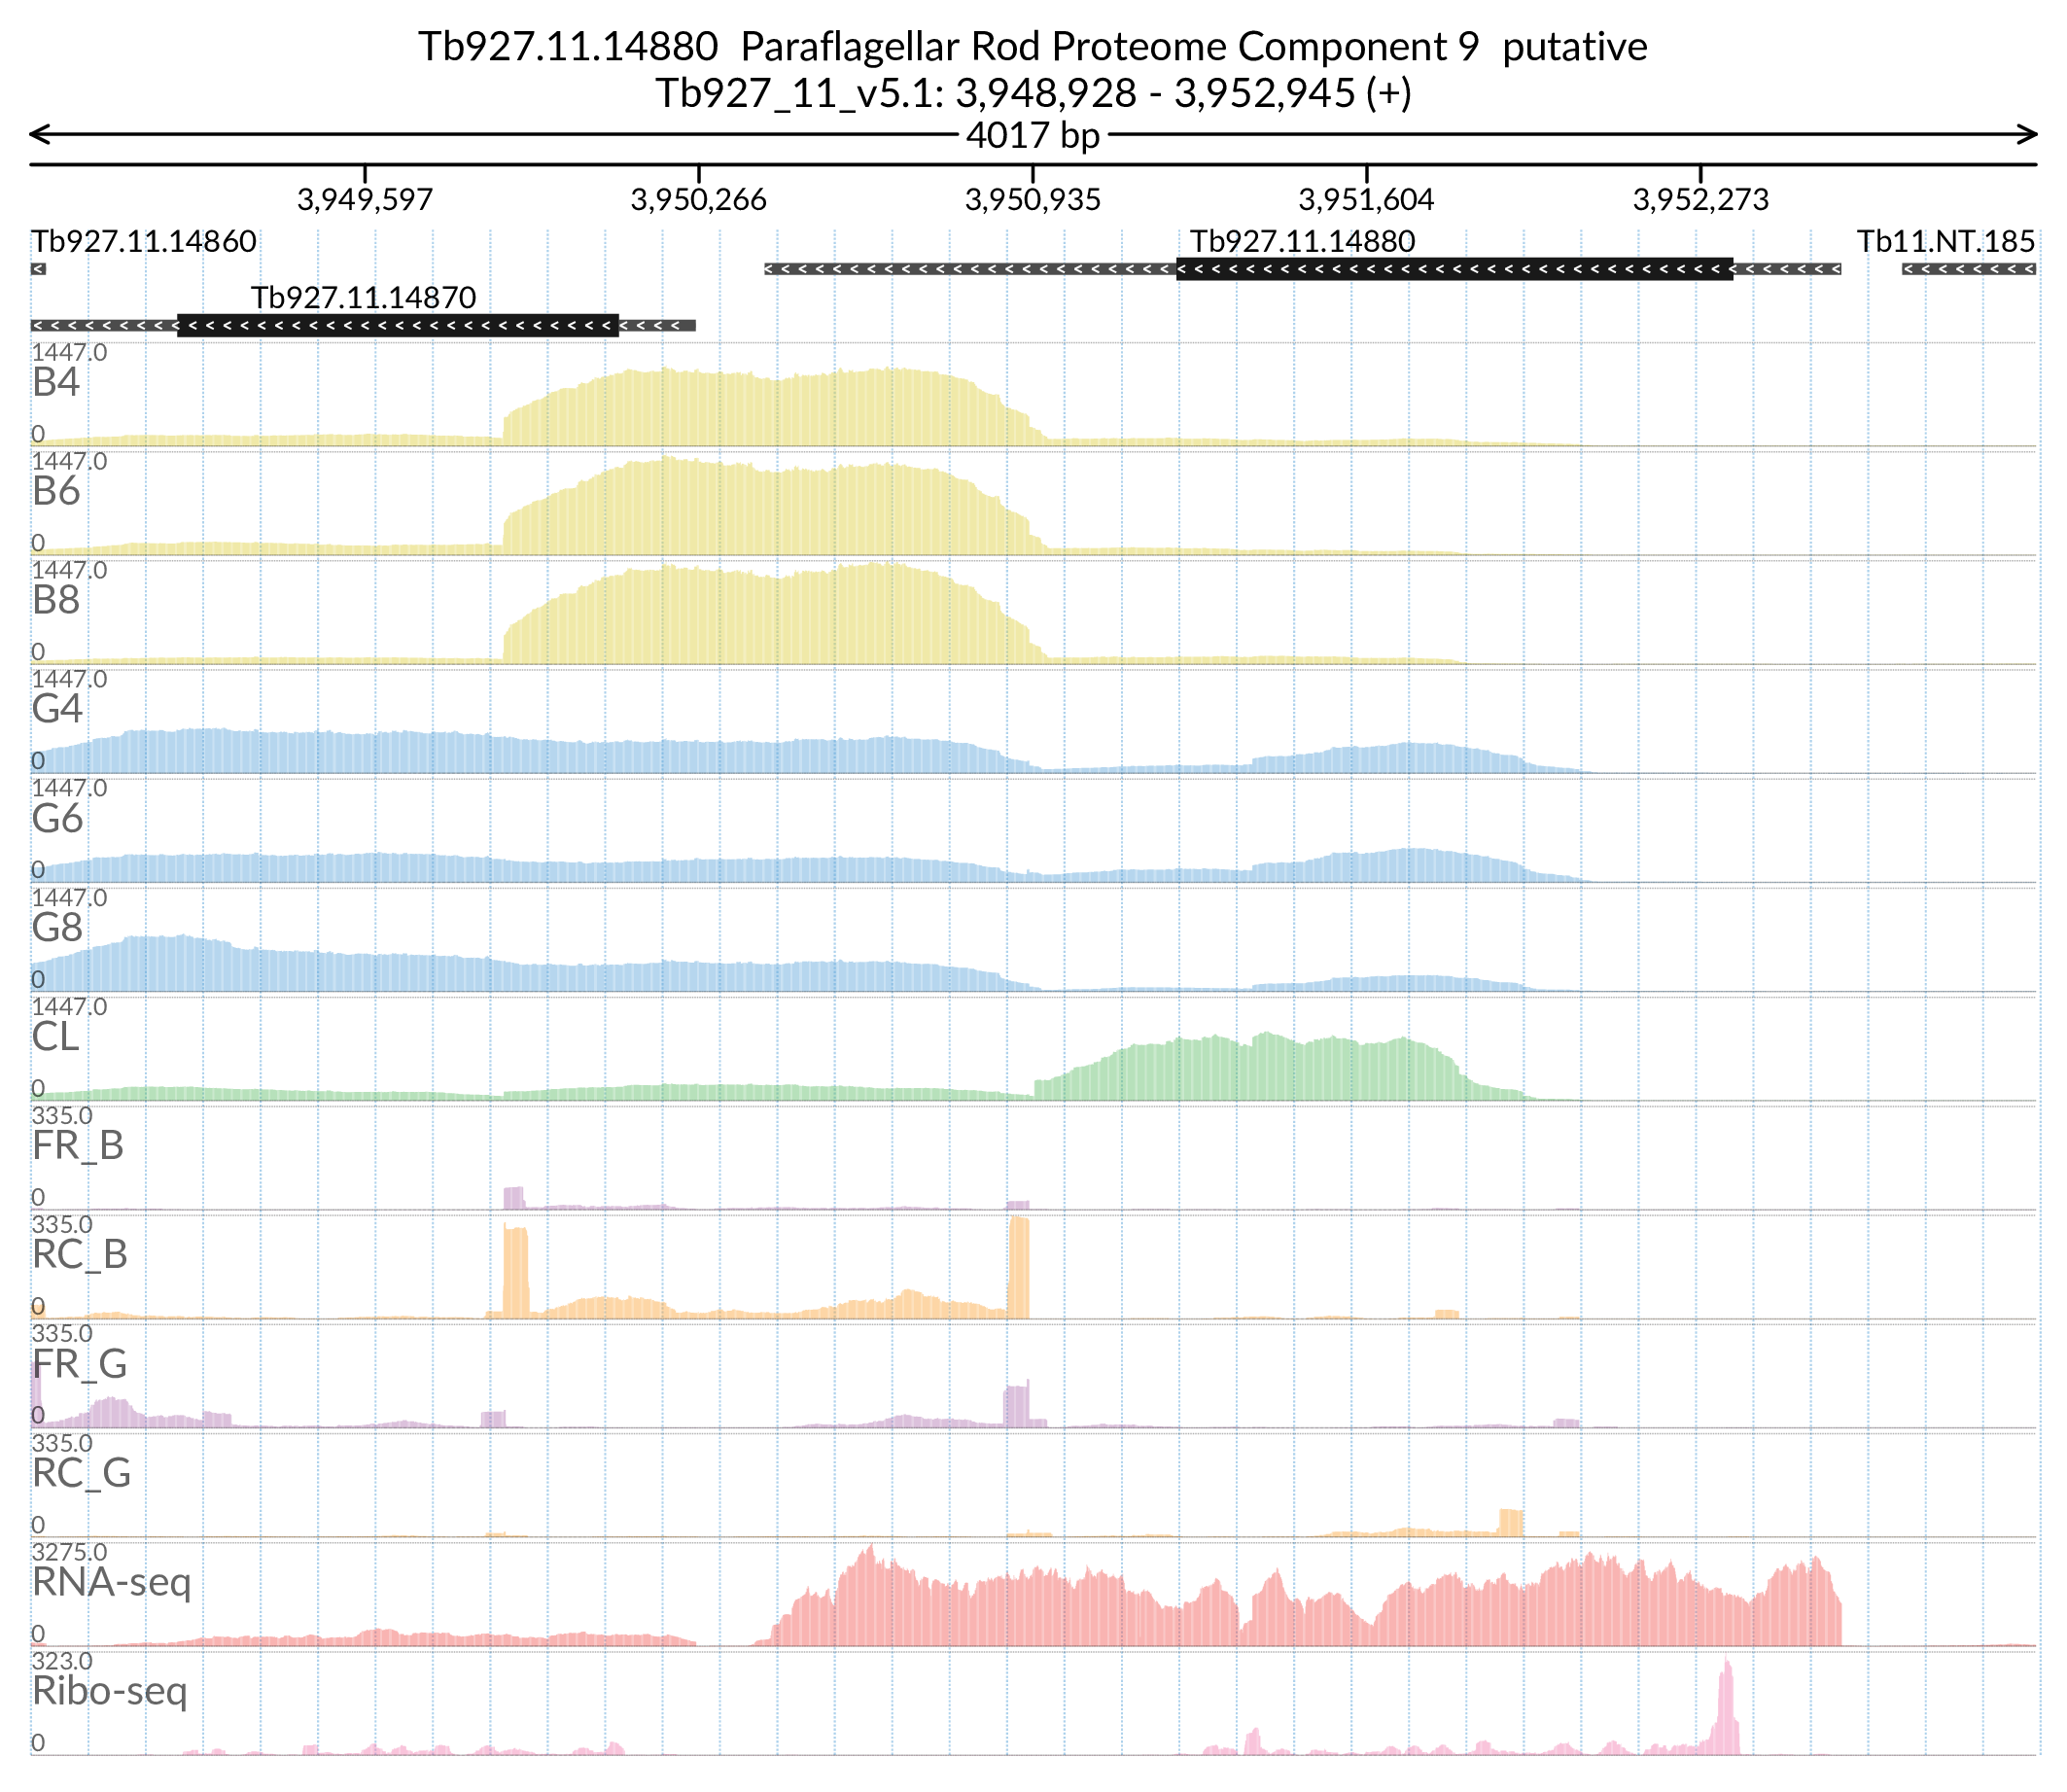 Tb927.11.14880 Paraflagellar Rod Proteome Component 9 putative
Tb927_11_v5.1: 3,948,928 - 3,952,945 (+)
4017 bp
3,949,597 3,950,266 3,950,935 3,951,604 3,952,273
Tb927.11.14860 Tb927.11.14880 Tb11.NT.185
Tb927.11.14870
1447.0
B4
0
1447.0
B6
0
1447.0
B8
0
1447.0
G4
0
1447.0
G6
0
1447.0
G8
0
1447.0
CL
0
335.0
FR_B
0
335.0
RC_B
0
335.0
FR_G
0
335.0
RC_G
0
3275.0
RNA-seq
0
323.0
Ribo-seq
0